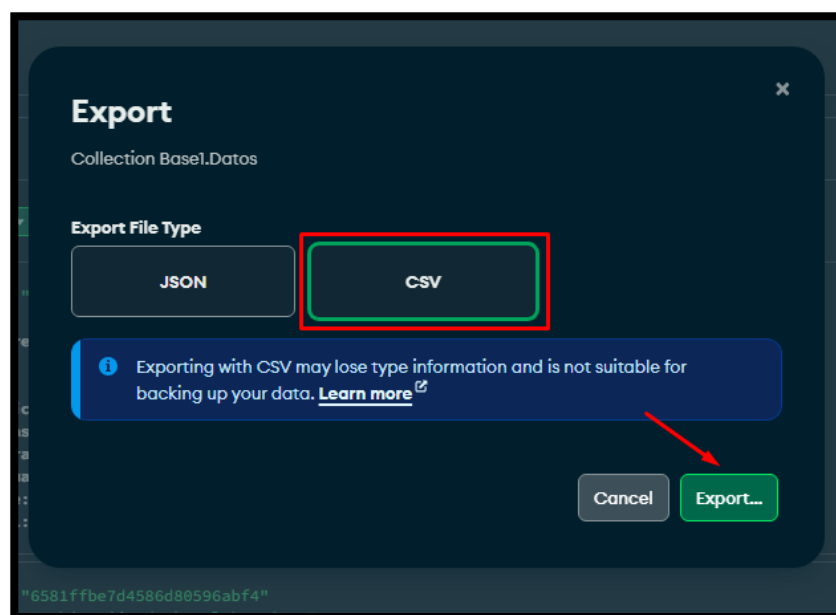 Export
Collection Base1.Datos
Export File Type
JSON
CSV
Exporting with CSV may lose type information and is not suitable for
backing up your data. Learn more
Cancel
Export...
"6581ffbe7d4586d80596abf4"